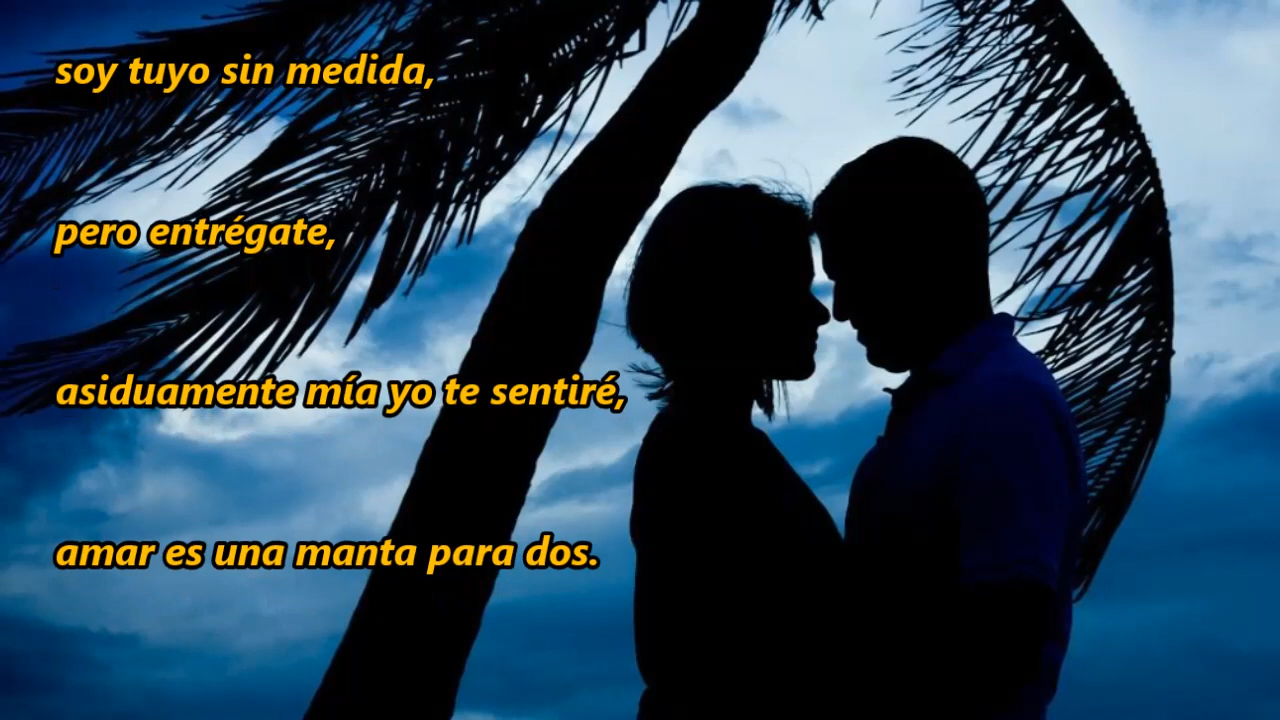 soy tuyo sin medida,
pero entrégate,
asiduamente mía yo te sentiré,
amar es una manta para dos.